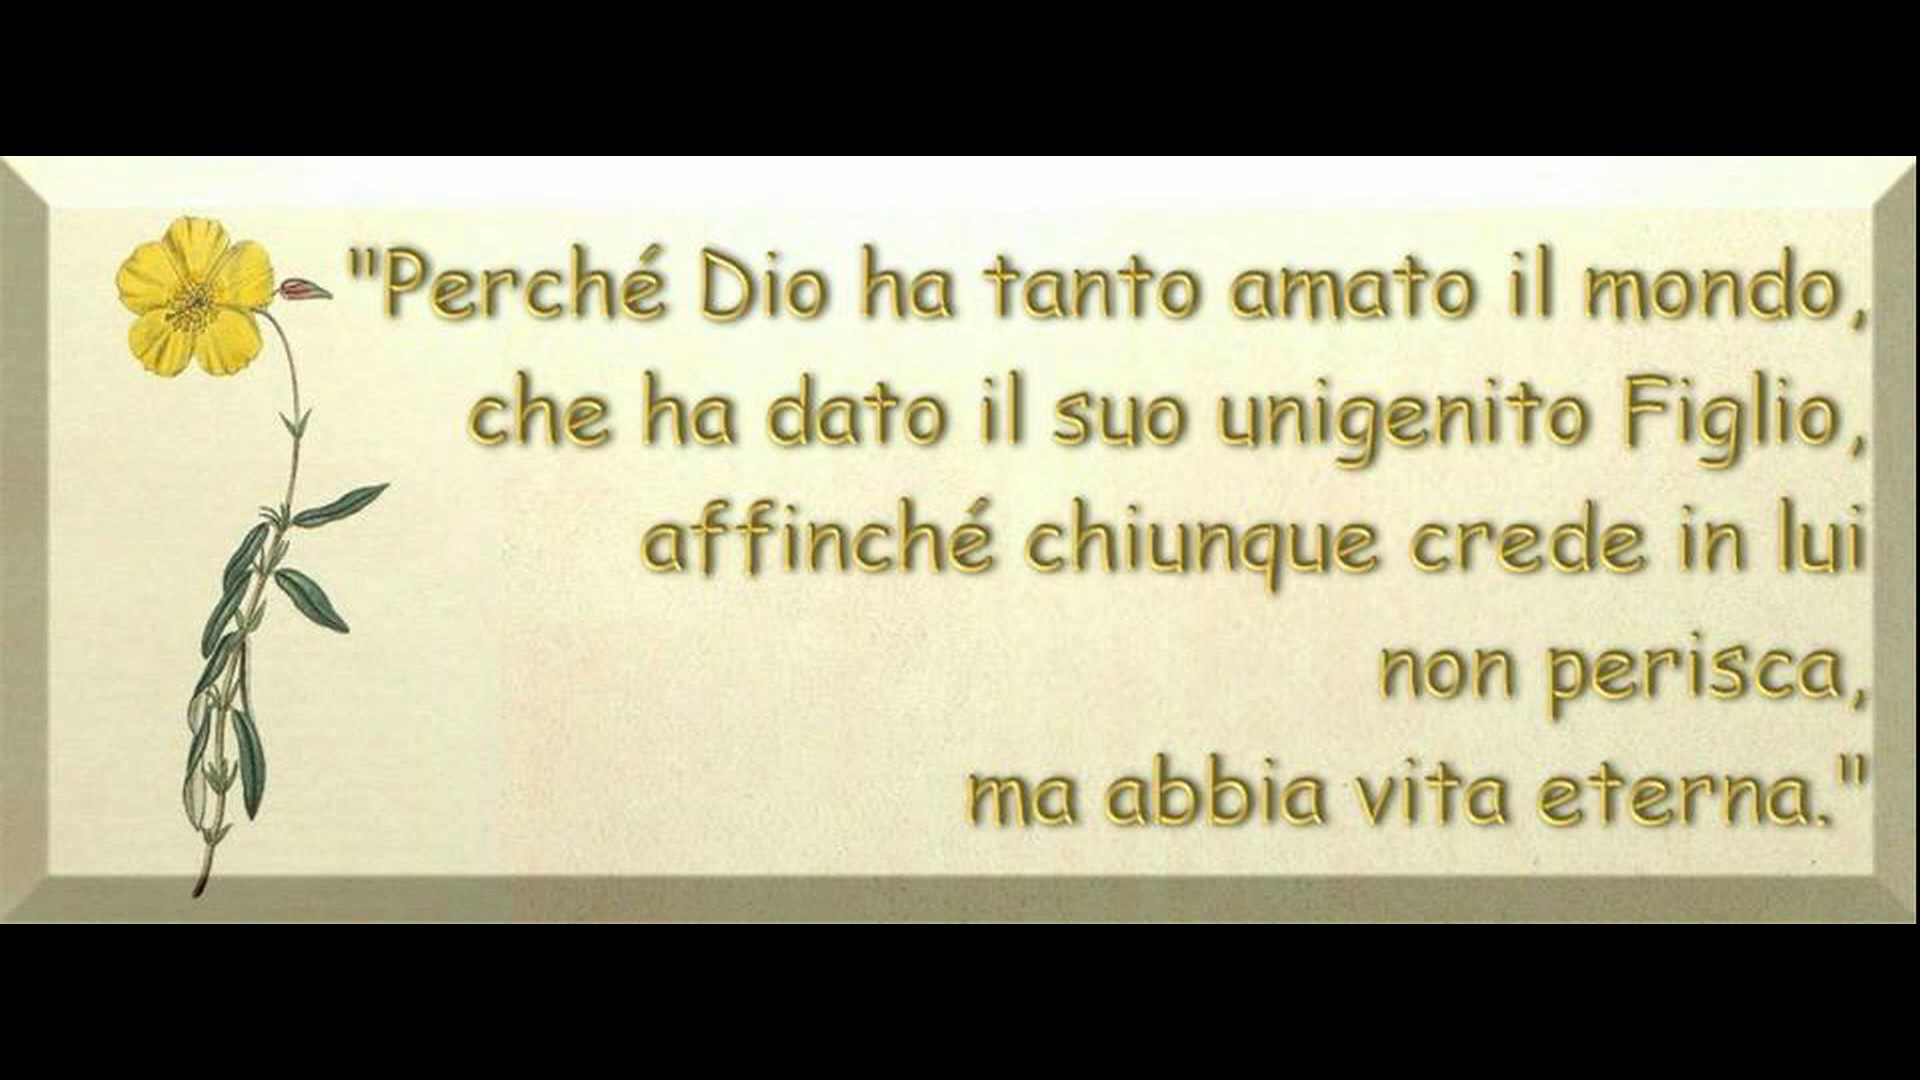 "Perché Dio ha tanto amato il mondo,
che ha dato il suo unigenito Figlio,
affinché chiunque crede in lui
non perisca,
ma abbia vita eterna."